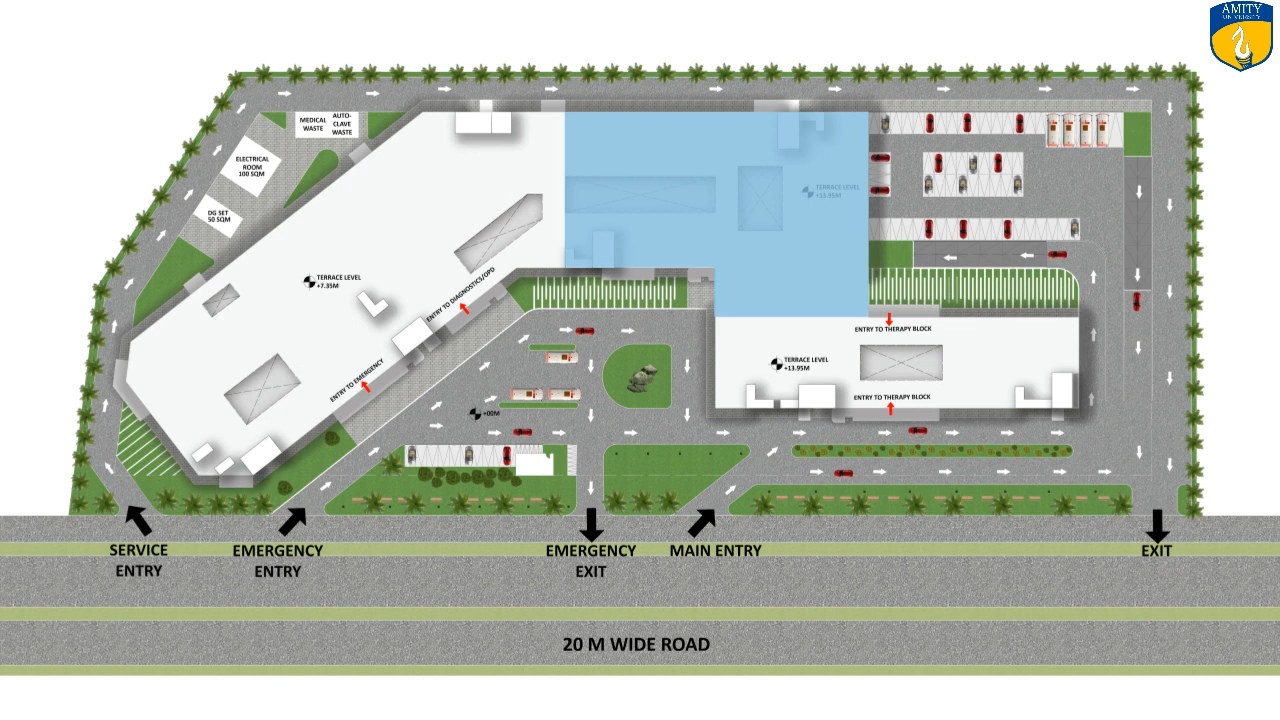 AMITY
UNIVERSITY
MEDICAL
WASTE
AUTO-
CLAVE
WASTE
ELECTRICAL
ROOM
100 SQM
DG SET
50 SQM
TERRACE LEVEL
+13.95M
TERRACE LEVEL
+7.35M
ENTRY TO DIAGNOSTICS/OPD
ENTRY TO THERAPY BLOCK
TERRACE LEVEL
+13.95M
ENTRY TO EMERGENCY
ENTRY TO THERAPY BLOCK
+00M
SERVICE
ENTRY
EMERGENCY
ENTRY
EMERGENCY
EXIT
MAIN ENTRY
EXIT
20 M WIDE ROAD